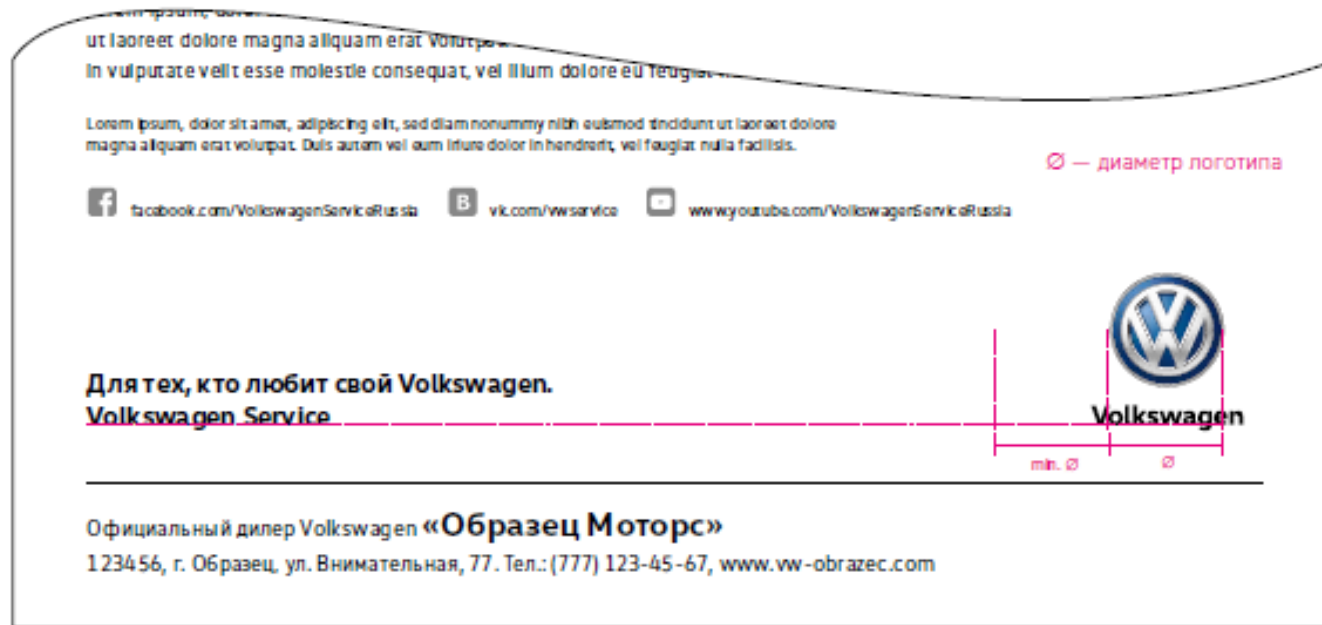 ut laoreet dolore magna aliquam erat
In vulputate velit esse molestie consequat, vel illum dolore eu feugiat
Lorem ipsum, dolor sit amet, adipiscing elit, sed diam nonummy nibh euismod tincidunt ut laoreet dolore
magna aliquam erat volutpat. Duis autem vel eum iriure dolor in hendrerit, vel feugiat nulla facilisis.
Ø — диаметр логотипа
facebook.com/VolkswagenServiceRussia B vk.com/vwservice www.youtube.com/VolkswagenServiceRussia
Для тех, кто любит свой Volkswagen.
Volkswagen Service
Volkswagen
min. Ø Ø
Официальный дилер Volkswagen «Образец Моторс»
123456, г. Образец, ул. Внимательная, 77. Тел.: (777) 123-45-67, www.vw-obrazec.com